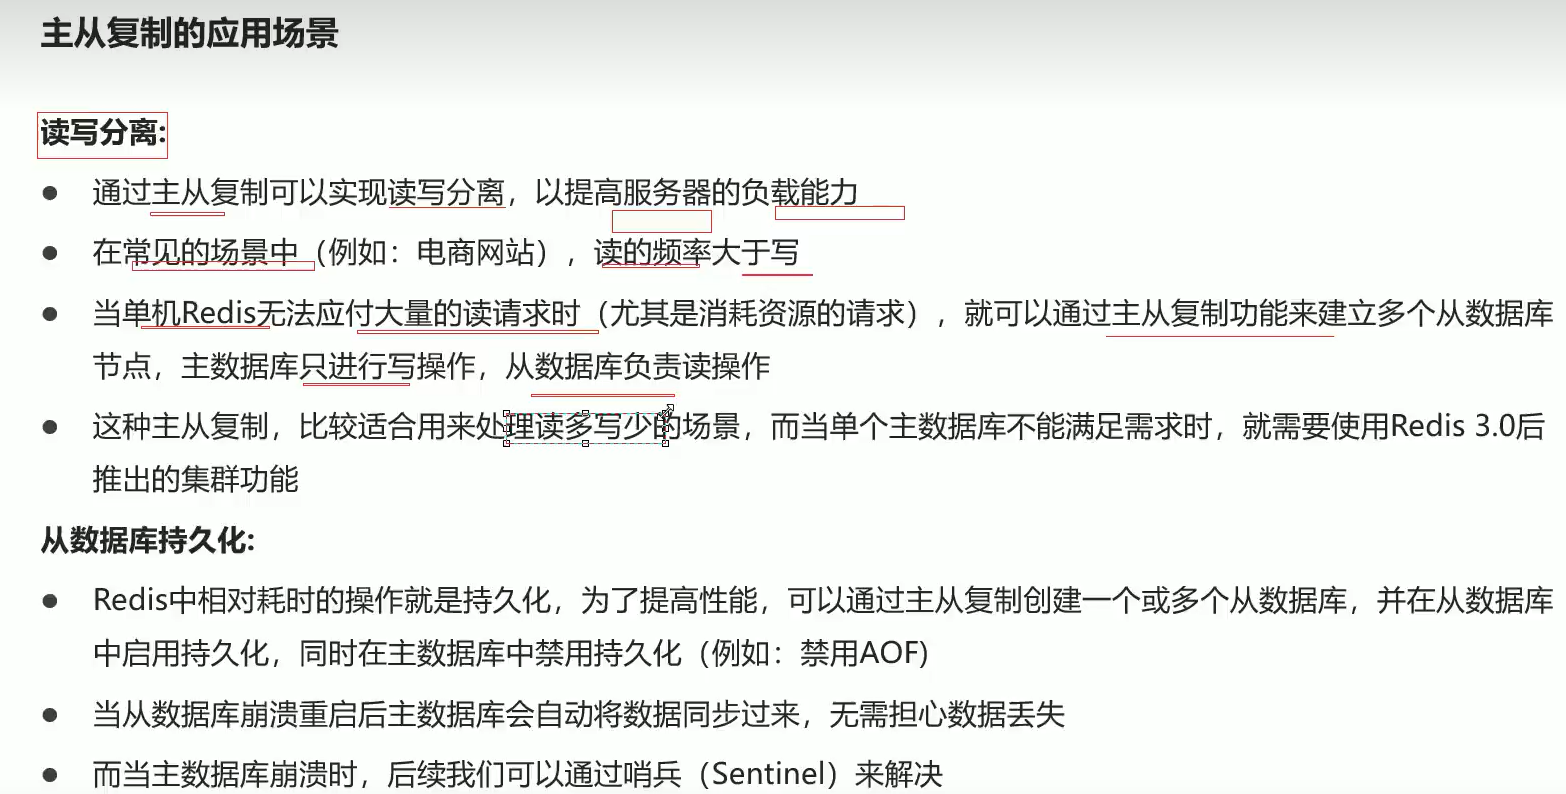 主从复制的应用场景
读写分离:
● 通过主从复制可以实现读写分离，以提高服务器的负载能力
● 在常见的场景中（例如：电商网站），读的频率大于写
● 当单机Redis无法应付大量的读请求时（尤其是消耗资源的请求），就可以通过主从复制功能来建立多个从数据库
节点，主数据库只进行写操作，从数据库负责读操作
● 这种主从复制，比较适合用来处理读多写少的场景，而当单个主数据库不能满足需求时，就需要使用Redis 3.0后
推出的集群功能
从数据库持久化:
● Redis中相对耗时的操作就是持久化，为了提高性能，可以通过主从复制创建一个或多个从数据库，并在从数据库
中启用持久化，同时在主数据库中禁用持久化（例如：禁用AOF)
● 当从数据库崩溃重启后主数据库会自动将数据同步过来，无需担心数据丢失
● 而当主数据库崩溃时，后续我们可以通过哨兵（Sentinel）来解决